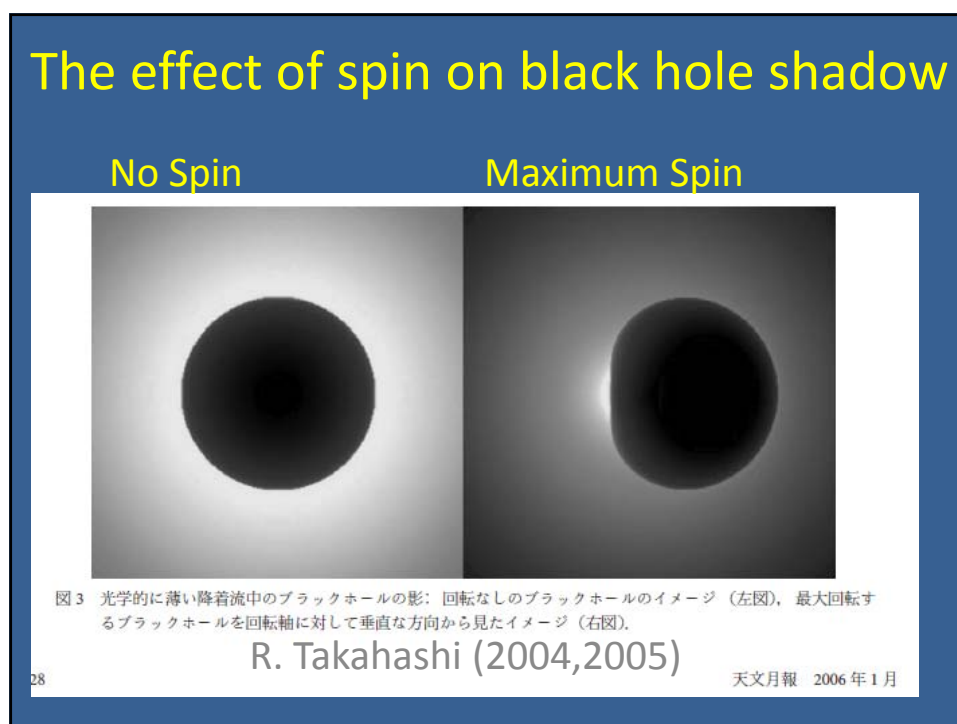 The effect of spin on black hole shadow
No Spin
Maximum Spin
図 3 光学的に薄い降着流中のブラックホールの影: 回転なしのブラックホールのイメージ (左図), 最大回転す
るブラックホールを回転軸に対して垂直な方向から見たイメージ (右図).
R. Takahashi (2004,2005)
28
天文月報 2006 年 1 月